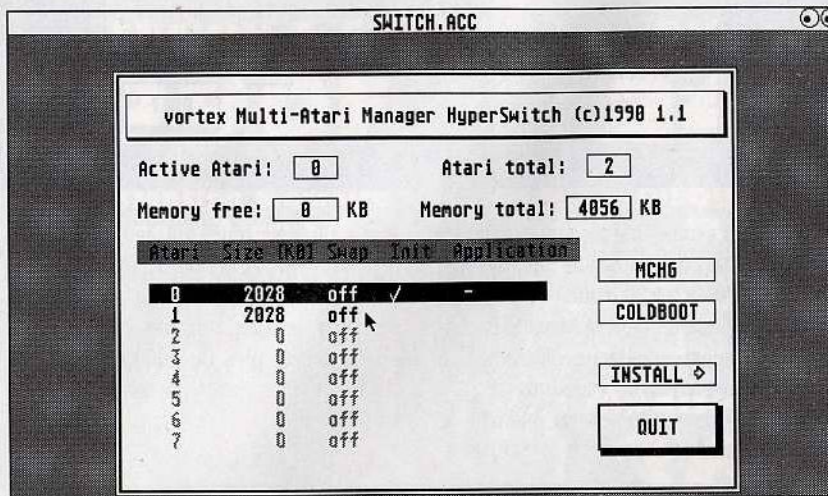 SWITCH.ACC
vortex Multi-Atari Manager HyperSwitch (c)1990 1.1
Active Atari: 0 Atari total: 2
Memory free: 0 KB Memory total: 4056 KB
Atari Size [KB] Swap Init Application
0 2028 off √ -
1 2028 off
2 0 off
3 0 off
4 0 off
5 0 off
6 0 off
7 0 off
MCHG
COLDBOOT
INSTALL ⇨
QUIT